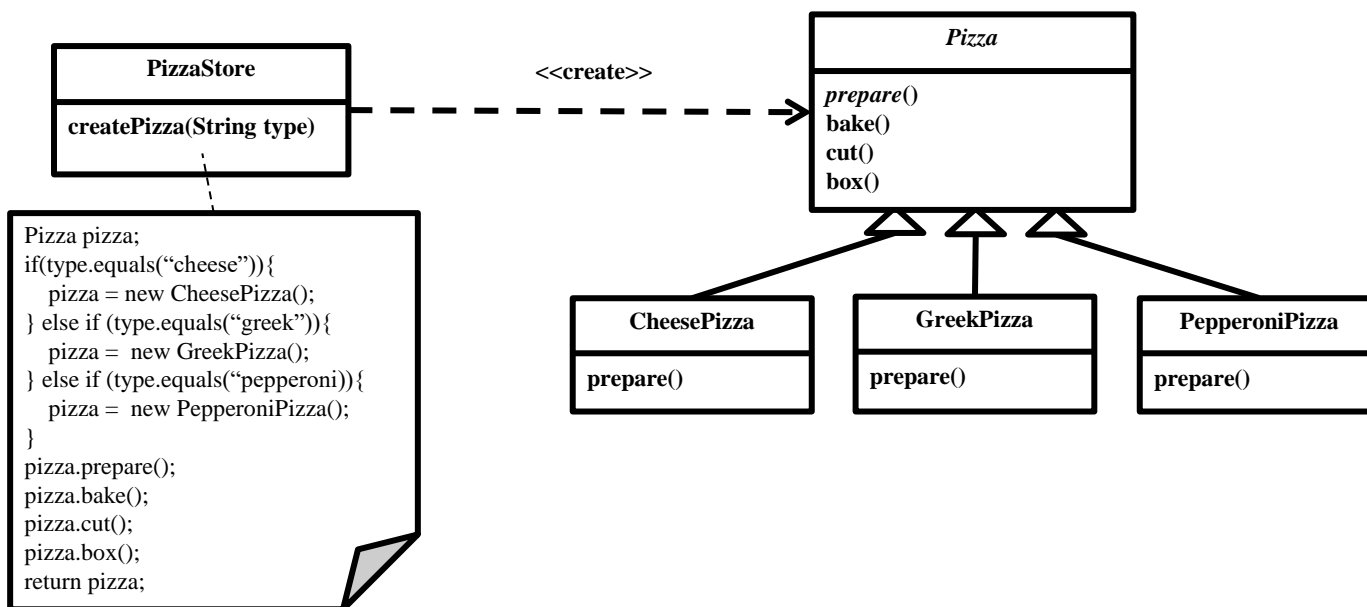 PizzaStore
createPizza(String type)
<<create>>
Pizza
prepare()
bake()
cut()
box()
Pizza pizza;
if(type.equals(“cheese”)){
pizza = new CheesePizza();
} else if (type.equals(“greek”)){
pizza =  new GreekPizza();
} else if (type.equals(“pepperoni)){
pizza =  new PepperoniPizza();
}
pizza.prepare();
pizza.bake();
pizza.cut();
pizza.box();
return pizza;
CheesePizza
prepare()
GreekPizza
prepare()
PepperoniPizza
prepare()